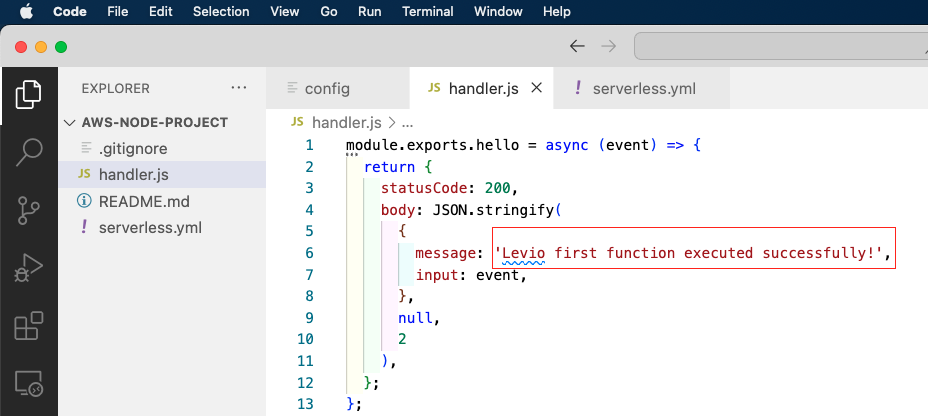 Code File Edit Selection View Go Run Terminal Window Help
EXPLORER ...
config
JS handler.js
! serverless.yml
AWS-NODE-PROJECT
.gitignore
JS handler.js
README.md
! serverless.yml
JS handler.js > ...
1 module.exports.hello = async (event) => {
2 return {
3 statusCode: 200,
4 body: JSON.stringify(
5 {
6 message: 'Levio first function executed successfully!',
7 input: event,
8 },
9 null,
10 2
11 ),
12 };
13 };